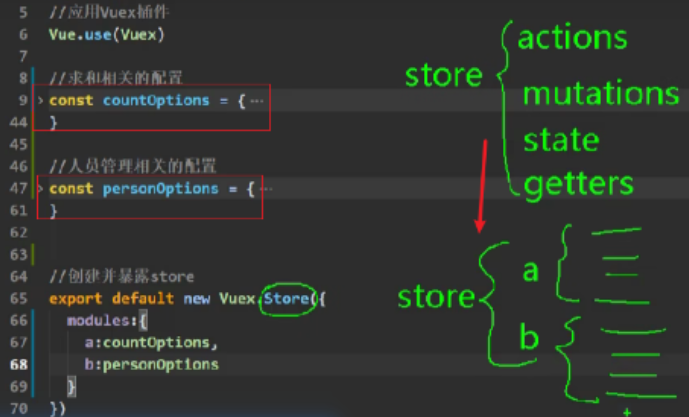 5 //应用Vuex插件
6 Vue.use(Vuex)
7
8 //求和相关的配置
9 const countOptions = {…
44 }
45
46 //人员管理相关的配置
47 const personOptions = {…
61 }
62
63
64 //创建并暴露store
65 export default new Vuex.Store({
66 modules:{
67 a:countOptions,
68 b:personOptions
69 }
70 })
store
actions
mutations
state
getters
store
a
b